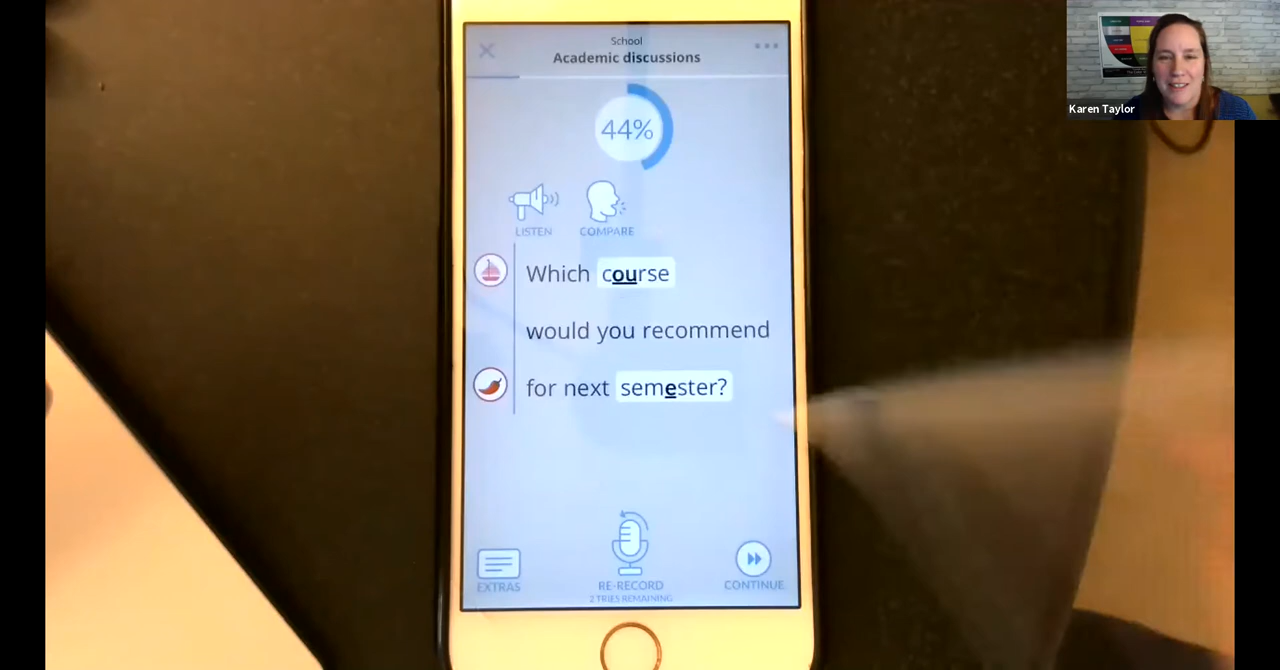 School
Academic discussions
44%
LISTEN
COMPARE
Which course
would you recommend
for next semester?
EXTRAS
RE-RECORD
2 TRIES REMAINING
CONTINUE
Karen Taylor